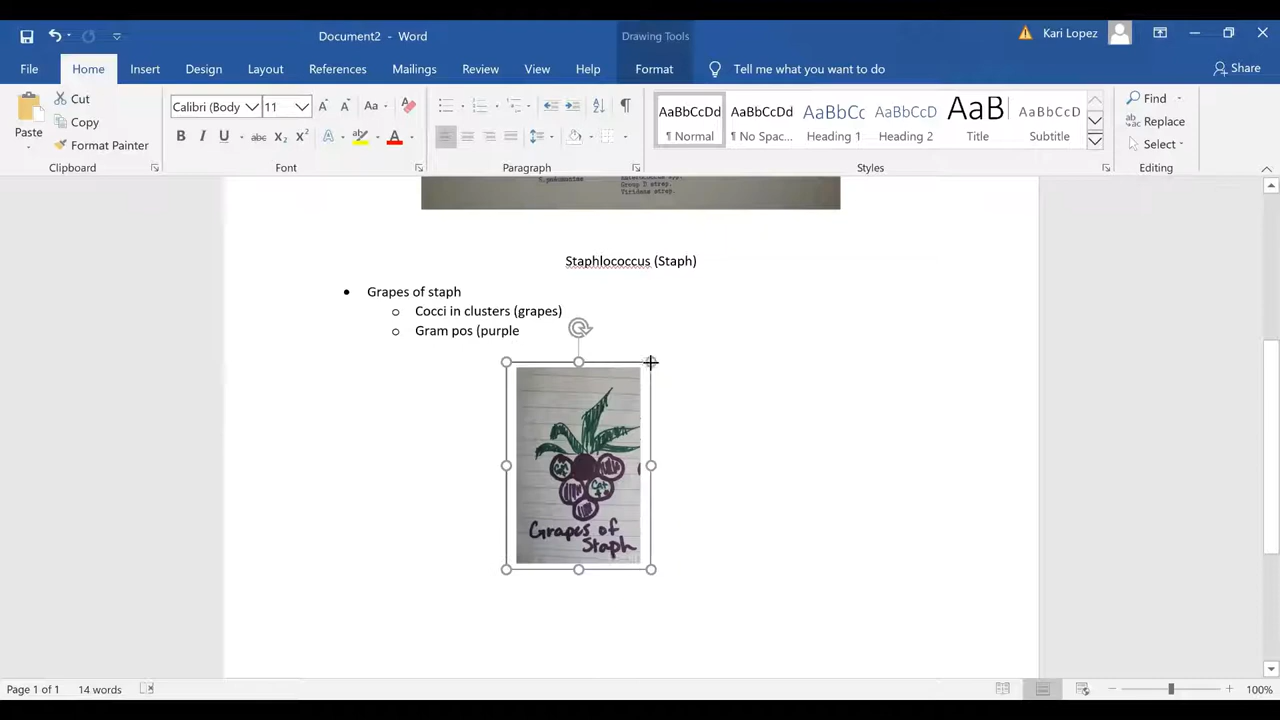 Document2 - Word
Drawing Tools
Kari Lopez
File Home Insert Design Layout References Mailings Review View Help Format Tell me what you want to do Share
Paste
Cut
Copy
Format Painter
Clipboard
Calibri (Body 11
Font
Paragraph
AaBbCcDd AaBbCcDd AaBbCc AaBbCcD AaB AaBbCcD
¶ Normal ¶ No Spac... Heading 1 Heading 2 Title Subtitle
Styles
Find
Replace
Select
Editing
Group D strep.
Viridans strep.
Staphlococcus (Staph)
• Grapes of staph
o Cocci in clusters (grapes)
o Gram pos (purple
Grapes of
Staph
Page 1 of 1 14 words 100%